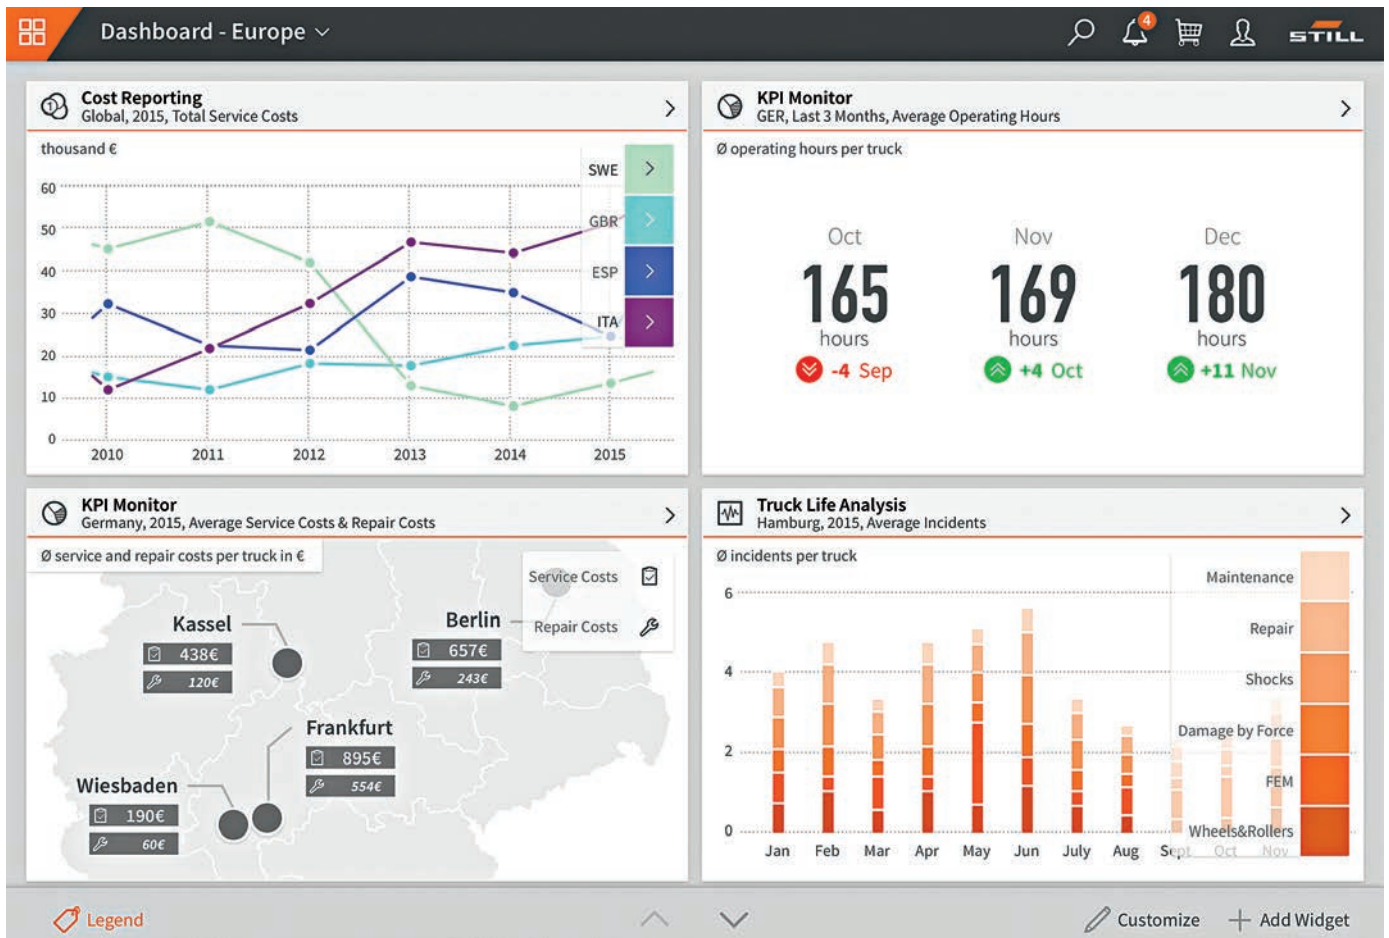 Dashboard - Europe
4
STILL
Cost Reporting
Global, 2015, Total Service Costs
thousand €
60
50
40
30
20
10
0
2010 2011 2012 2013 2014 2015
SWE
GBR
ESP
ITA
KPI Monitor
GER, Last 3 Months, Average Operating Hours
Ø operating hours per truck
Oct Nov Dec
165 169 180
hours hours hours
-4 Sep +4 Oct +11 Nov
KPI Monitor
Germany, 2015, Average Service Costs & Repair Costs
Ø service and repair costs per truck in €
Service Costs
Repair Costs
Kassel
438€
120€
Berlin
657€
243€
Frankfurt
895€
554€
Wiesbaden
190€
60€
Truck Life Analysis
Hamburg, 2015, Average Incidents
Ø incidents per truck
6
4
2
0
Jan Feb Mar Apr May Jun July Aug Sept Oct Nov
Maintenance
Repair
Shocks
Damage by Force
FEM
Wheels&Rollers
Legend
Customize
Add Widget